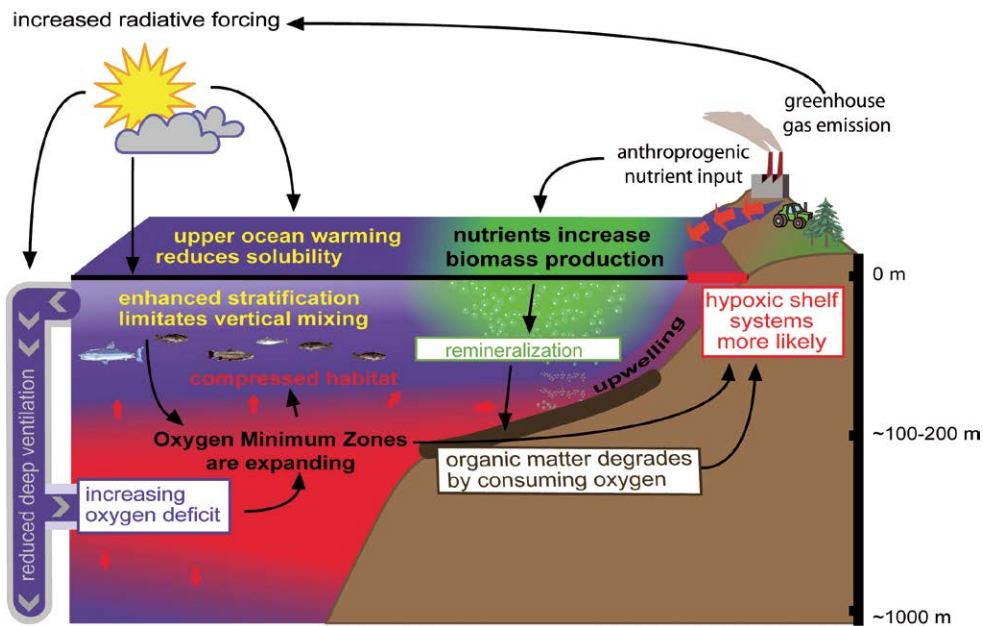 increased radiative forcing
greenhouse
gas emission
anthroprogenic
nutrient input
upper ocean warming
reduces solubility
nutrients increase
biomass production
0 m
enhanced stratification
limitates vertical mixing
hypoxic shelf
systems
more likely
remineralization
upwelling
compressed habitat
Oxygen Minimum Zones
are expanding
~100-200 m
organic matter degrades
by consuming oxygen
increasing
oxygen deficit
reduced deep ventilation
~1000 m